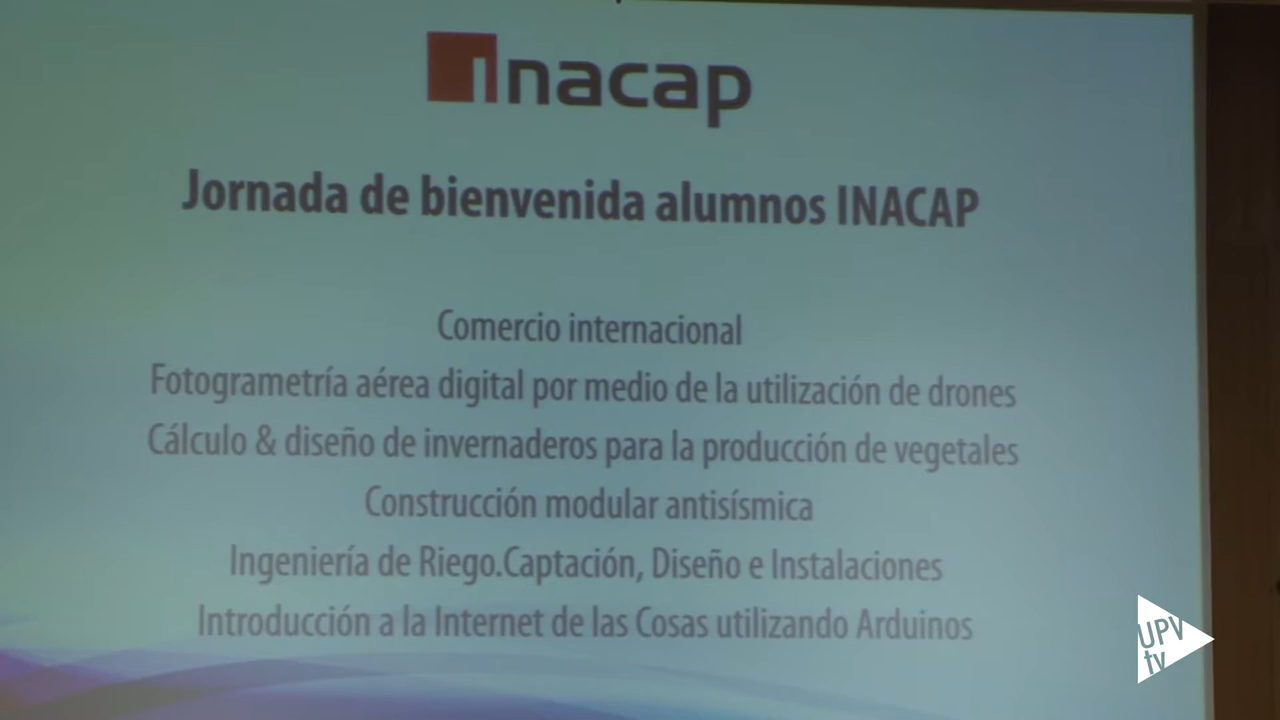 inacap
Jornada de bienvenida alumnos INACAP
Comercio internacional
Fotogrametría aérea digital por medio de la utilización de drones
Cálculo & diseño de invernaderos para la producción de vegetales
Construcción modular antisísmica
Ingeniería de Riego.Captación, Diseño e Instalaciones
Introducción a la Internet de las Cosas utilizando Arduinos
UPV
tv